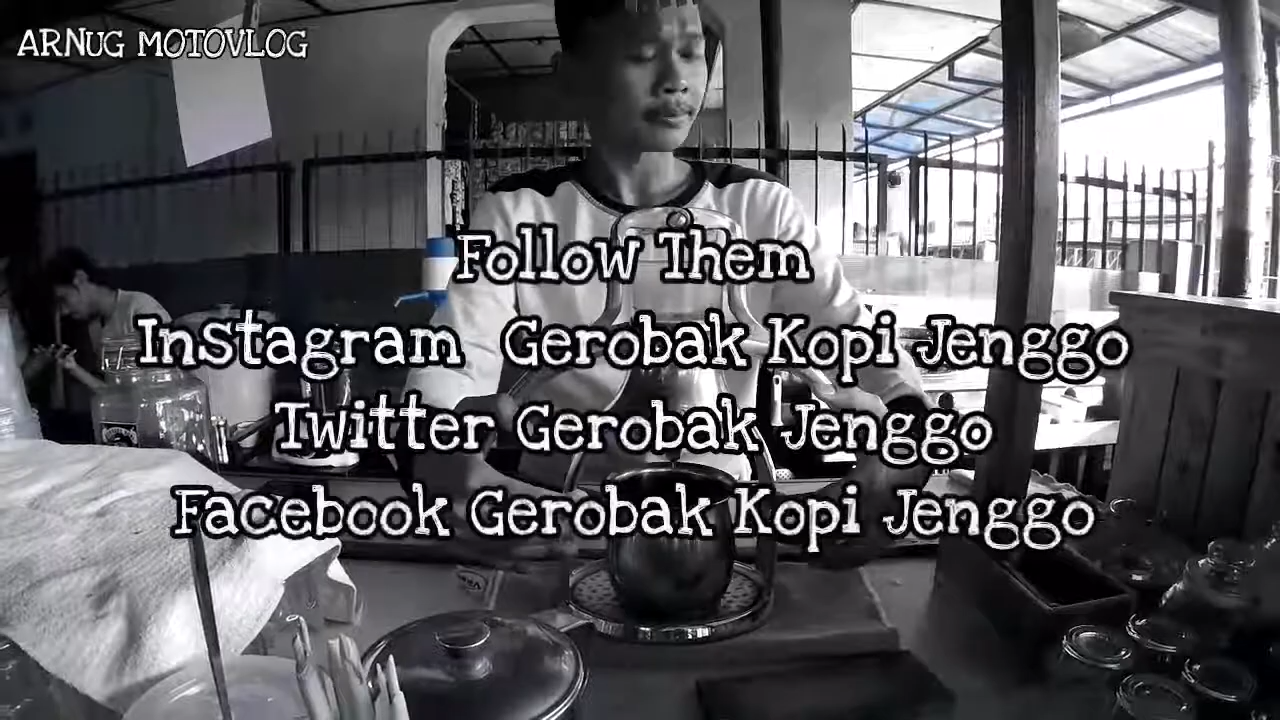 ARNUG MOTOVLOG
Follow Them
Instagram Gerobak Kopi Jenggo
Twitter Gerobak Jenggo
Facebook Gerobak Kopi Jenggo